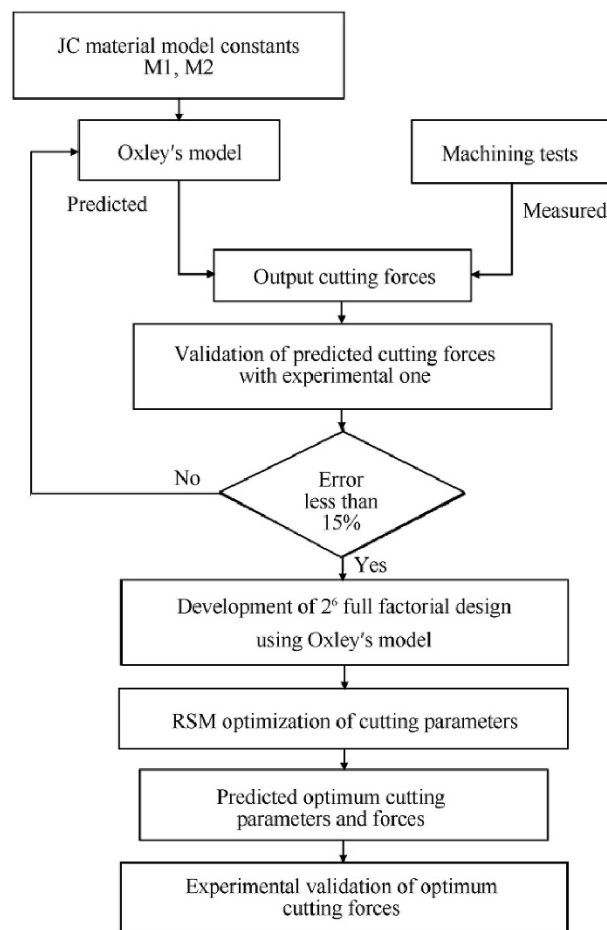 JC material model constants
M1, M2
Oxley's model
Machining tests
Predicted
Measured
Output cutting forces
Validation of predicted cutting forces
with experimental one
No
Error
less than
15%
Yes
Development of 2⁶ full factorial design
using Oxley's model
RSM optimization of cutting parameters
Predicted optimum cutting
parameters and forces
Experimental validation of optimum
cutting forces